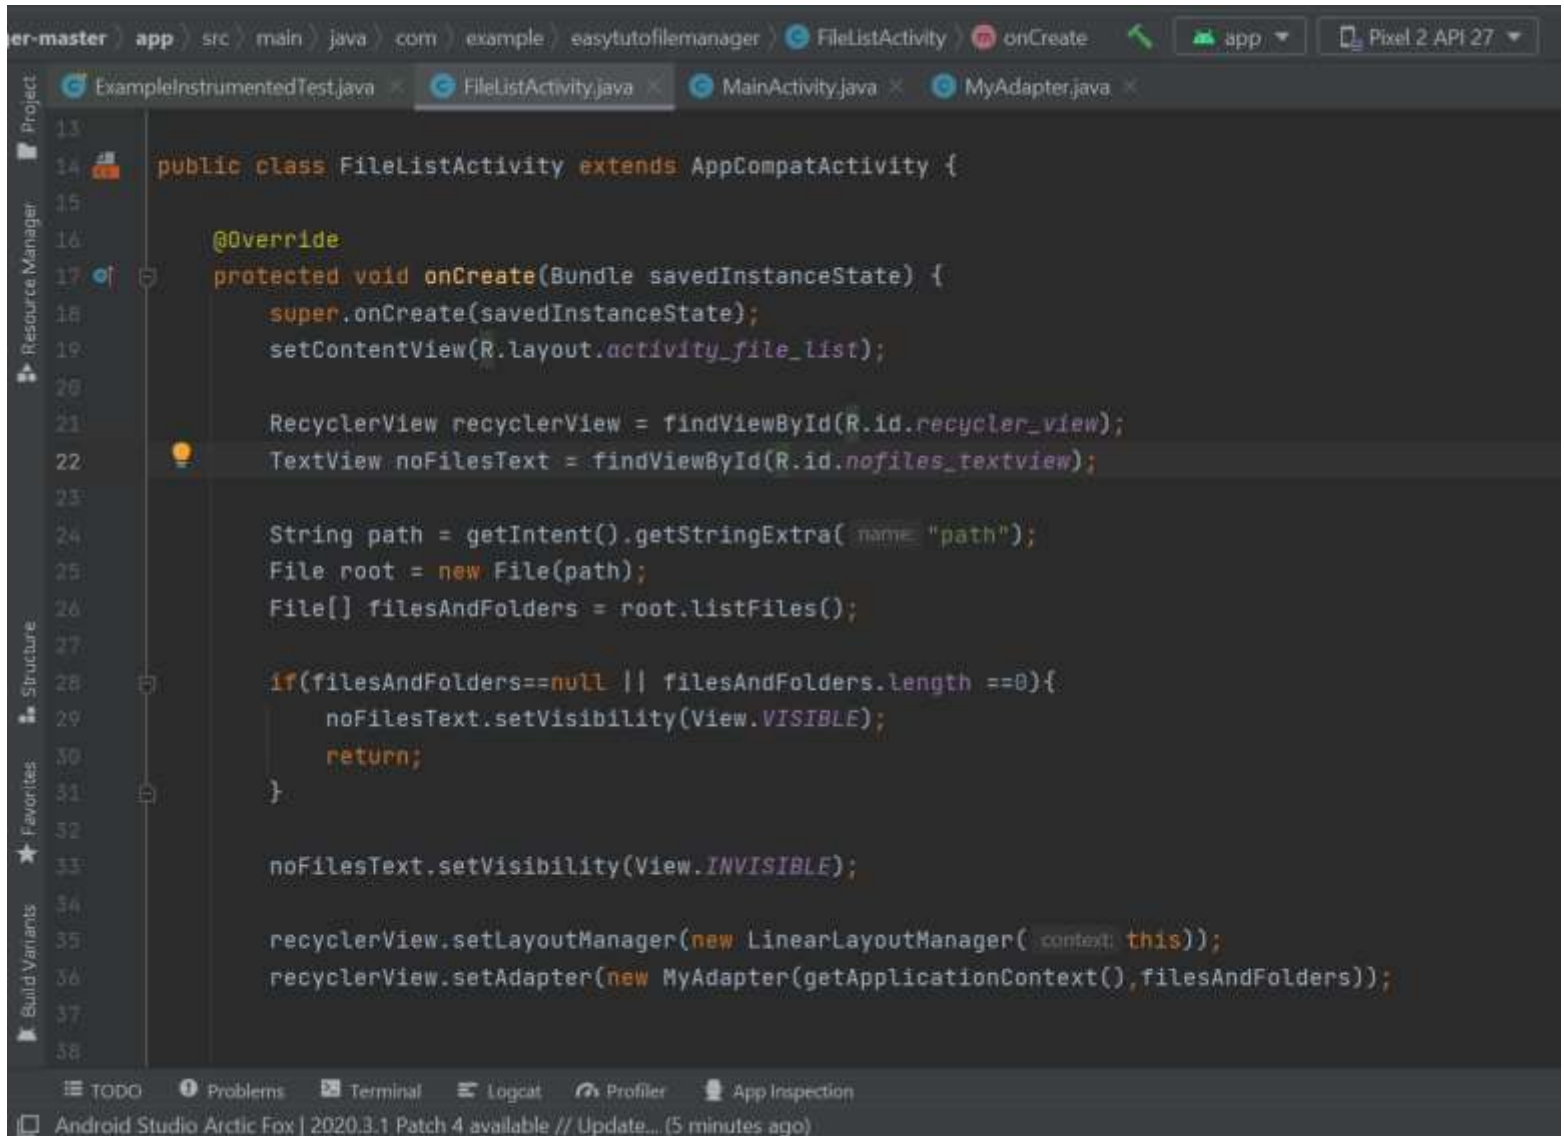 er-master app src main java com example easytutofilemanager FileListActivity onCreate app Pixel 2 API 27
ExampleInstrumentedTest.java FileListActivity.java MainActivity.java MyAdapter.java
Project
Resource Manager
Structure
Favorites
Build Variants
13
14 public class FileListActivity extends AppCompatActivity {
15
16 @Override
17 protected void onCreate(Bundle savedInstanceState) {
18 super.onCreate(savedInstanceState);
19 setContentView(R.layout.activity_file_list);
20
21 RecyclerView recyclerView = findViewById(R.id.recycler_view);
22 TextView noFilesText = findViewById(R.id.nofiles_textview);
23
24 String path = getIntent().getStringExtra( name: "path");
25 File root = new File(path);
26 File[] filesAndFolders = root.listFiles();
27
28 if(filesAndFolders==null || filesAndFolders.length ==0){
29 noFilesText.setVisibility(View.VISIBLE);
30 return;
31 }
32
33 noFilesText.setVisibility(View.INVISIBLE);
34
35 recyclerView.setLayoutManager(new LinearLayoutManager( context: this));
36 recyclerView.setAdapter(new MyAdapter(getApplicationContext(),filesAndFolders));
37
38
TODO Problems Terminal Logcat Profiler App Inspection
Android Studio Arctic Fox | 2020.3.1 Patch 4 available // Update... (5 minutes ago)